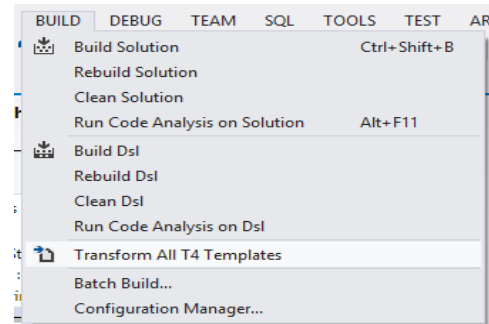 BUILD DEBUG TEAM SQL TOOLS TEST AR
Build Solution Ctrl+Shift+B
Rebuild Solution
Clean Solution
Run Code Analysis on Solution Alt+F11
Build Dsl
Rebuild Dsl
Clean Dsl
Run Code Analysis on Dsl
Transform All T4 Templates
Batch Build...
Configuration Manager...